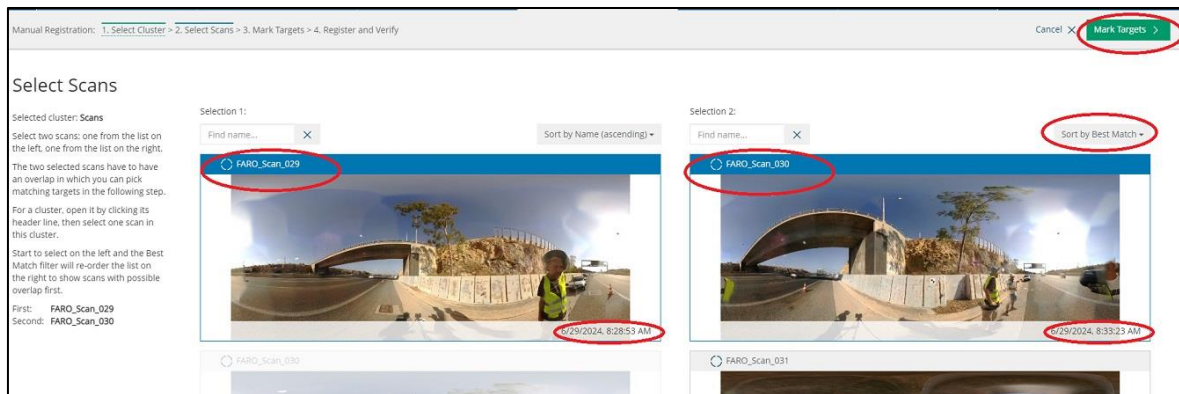 Manual Registration: 1. Select Cluster > 2. Select Scans > 3. Mark Targets > 4. Register and Verify
Cancel X
Mark Targets >
Select Scans
Selected cluster: Scans
Select two scans: one from the list on
the left, one from the list on the right.
The two selected scans have to have
an overlap in which you can pick
matching targets in the following step.
For a cluster, open it by clicking its
header line, then select one scan in
this cluster.
Start to select on the left and the Best
Match filter will re-order the list on
the right to show scans with possible
overlap first.
First: FARO_Scan_029
Second: FARO_Scan_030
Selection 1:
Find name...
Sort by Name (ascending)
FARO_Scan_029
6/29/2024, 8:28:53 AM
FARO_Scan_030
Selection 2:
Find name...
Sort by Best Match
FARO_Scan_030
6/29/2024, 8:33:23 AM
FARO_Scan_031